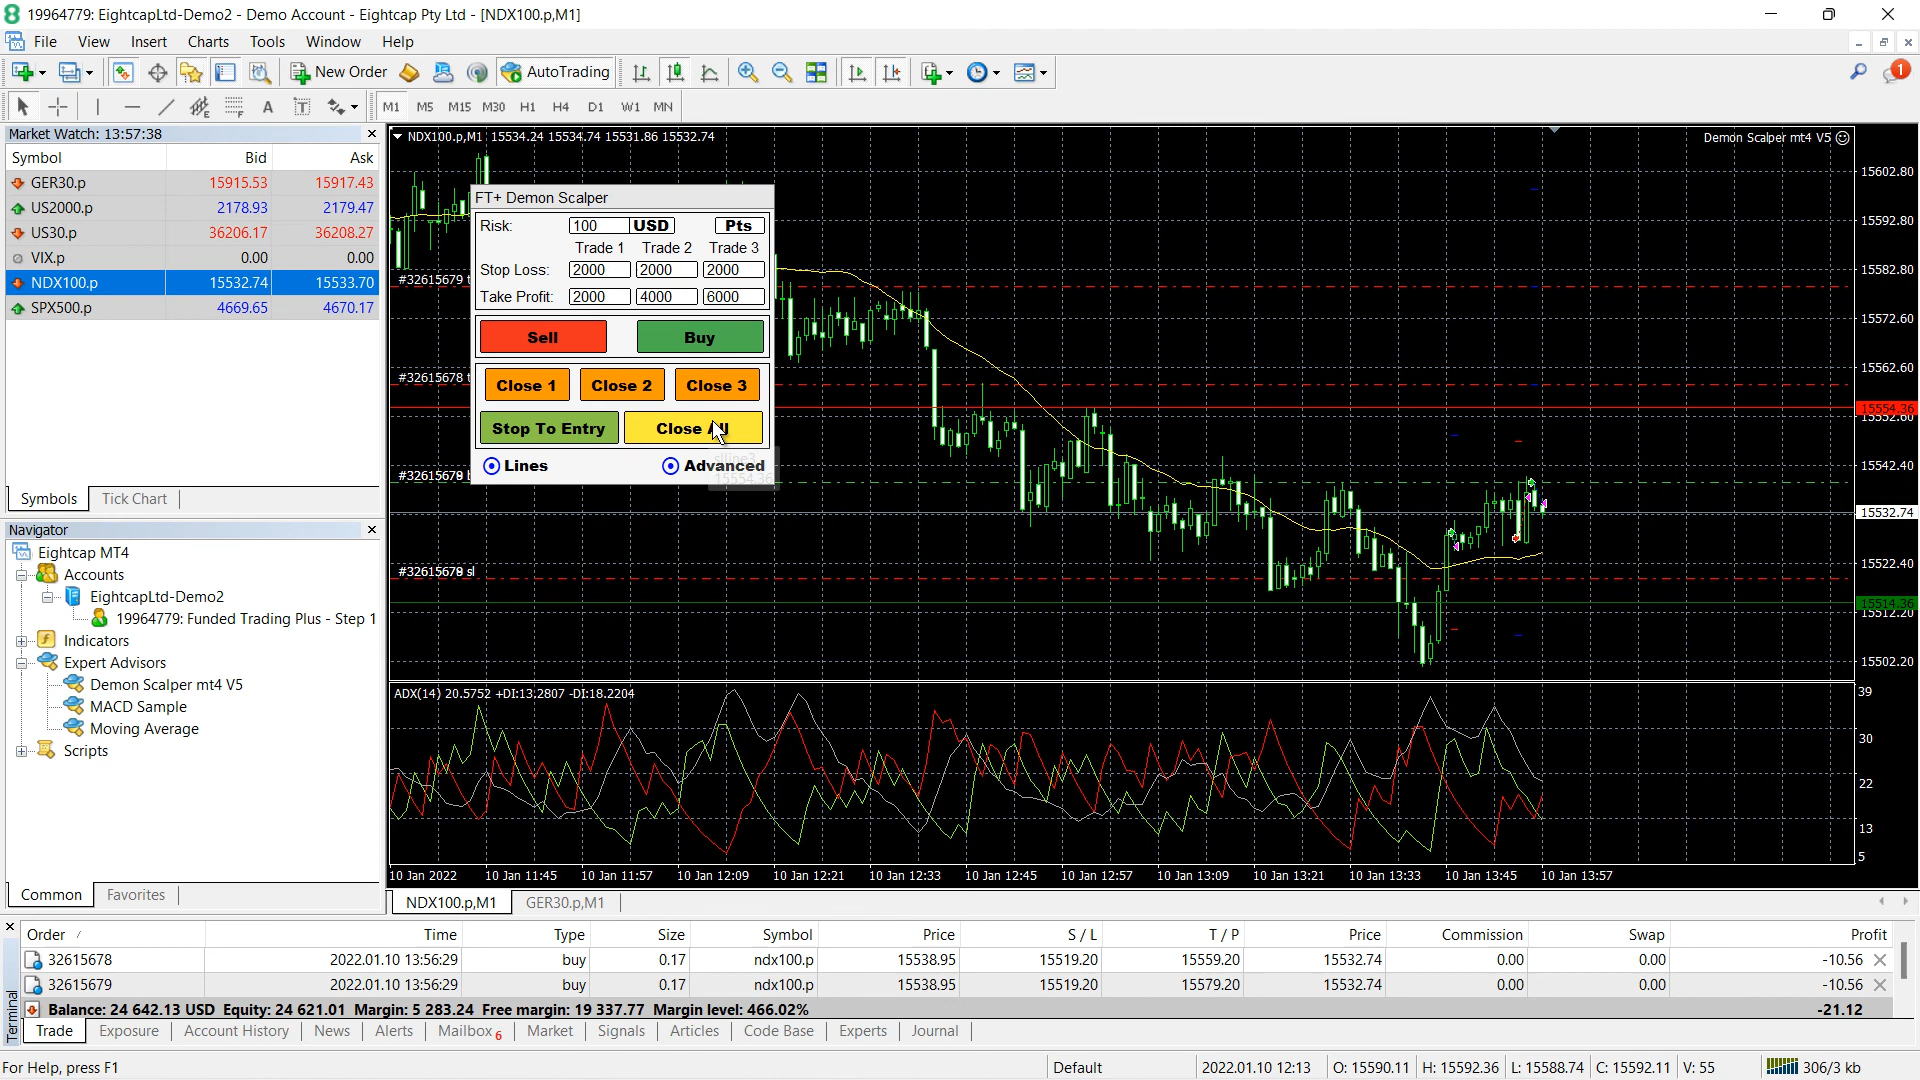 19964779: EightcapLtd-Demo2 - Demo Account - Eightcap Pty Ltd - [NDX100.p,M1]
File View Insert Charts Tools Window Help
New Order AutoTrading 1
A T M1 M5 M15 M30 H1 H4 D1 W1 MN
Market Watch: 13:57:38
Symbol Bid Ask
GER30.p 15915.53 15917.43
US2000.p 2178.93 2179.47
US30.p 36206.17 36208.27
VIX.p 0.00 0.00
NDX100.p 15532.74 15533.70
SPX500.p 4669.65 4670.17
Symbols Tick Chart
Navigator
Eightcap MT4
Accounts
EightcapLtd-Demo2
19964779: Funded Trading Plus - Step 1
Indicators
Expert Advisors
Demon Scalper mt4 V5
MACD Sample
Moving Average
Scripts
Common Favorites
NDX100.p,M1 15534.24 15534.74 15531.86 15532.74
Demon Scalper mt4 V5
FT+ Demon Scalper
Risk: 100 USD Pts
Trade 1 Trade 2 Trade 3
Stop Loss: 2000 2000 2000
Take Profit: 2000 4000 6000
Sell Buy
Close 1 Close 2 Close 3
Stop To Entry Close All
Lines Advanced
slline3
15554.36
#32615679 t
#32615678 t
#32615679 b
#32615679 sl
15602.80
15592.80
15582.80
15572.60
15562.60
15554.36
15552.60
15542.40
15532.74
15522.40
15514.36
15512.20
15502.20
ADX(14) 20.5752 +DI:13.2807 -DI:18.2204
39
30
22
13
5
10 Jan 2022 10 Jan 11:45 10 Jan 11:57 10 Jan 12:09 10 Jan 12:21 10 Jan 12:33 10 Jan 12:45 10 Jan 12:57 10 Jan 13:09 10 Jan 13:21 10 Jan 13:33 10 Jan 13:45 10 Jan 13:57
NDX100.p,M1 GER30.p,M1
Order / Time Type Size Symbol Price S / L T / P Price Commission Swap Profit
32615678 2022.01.10 13:56:29 buy 0.17 ndx100.p 15538.95 15519.20 15559.20 15532.74 0.00 0.00 -10.56
32615679 2022.01.10 13:56:29 buy 0.17 ndx100.p 15538.95 15519.20 15579.20 15532.74 0.00 0.00 -10.56
Balance: 24 642.13 USD Equity: 24 621.01 Margin: 5 283.24 Free margin: 19 337.77 Margin level: 466.02% -21.12
Terminal
Trade Exposure Account History News Alerts Mailbox 6 Market Signals Articles Code Base Experts Journal
For Help, press F1 Default 2022.01.10 12:13 O: 15590.11 H: 15592.36 L: 15588.74 C: 15592.11 V: 55 306/3 kb